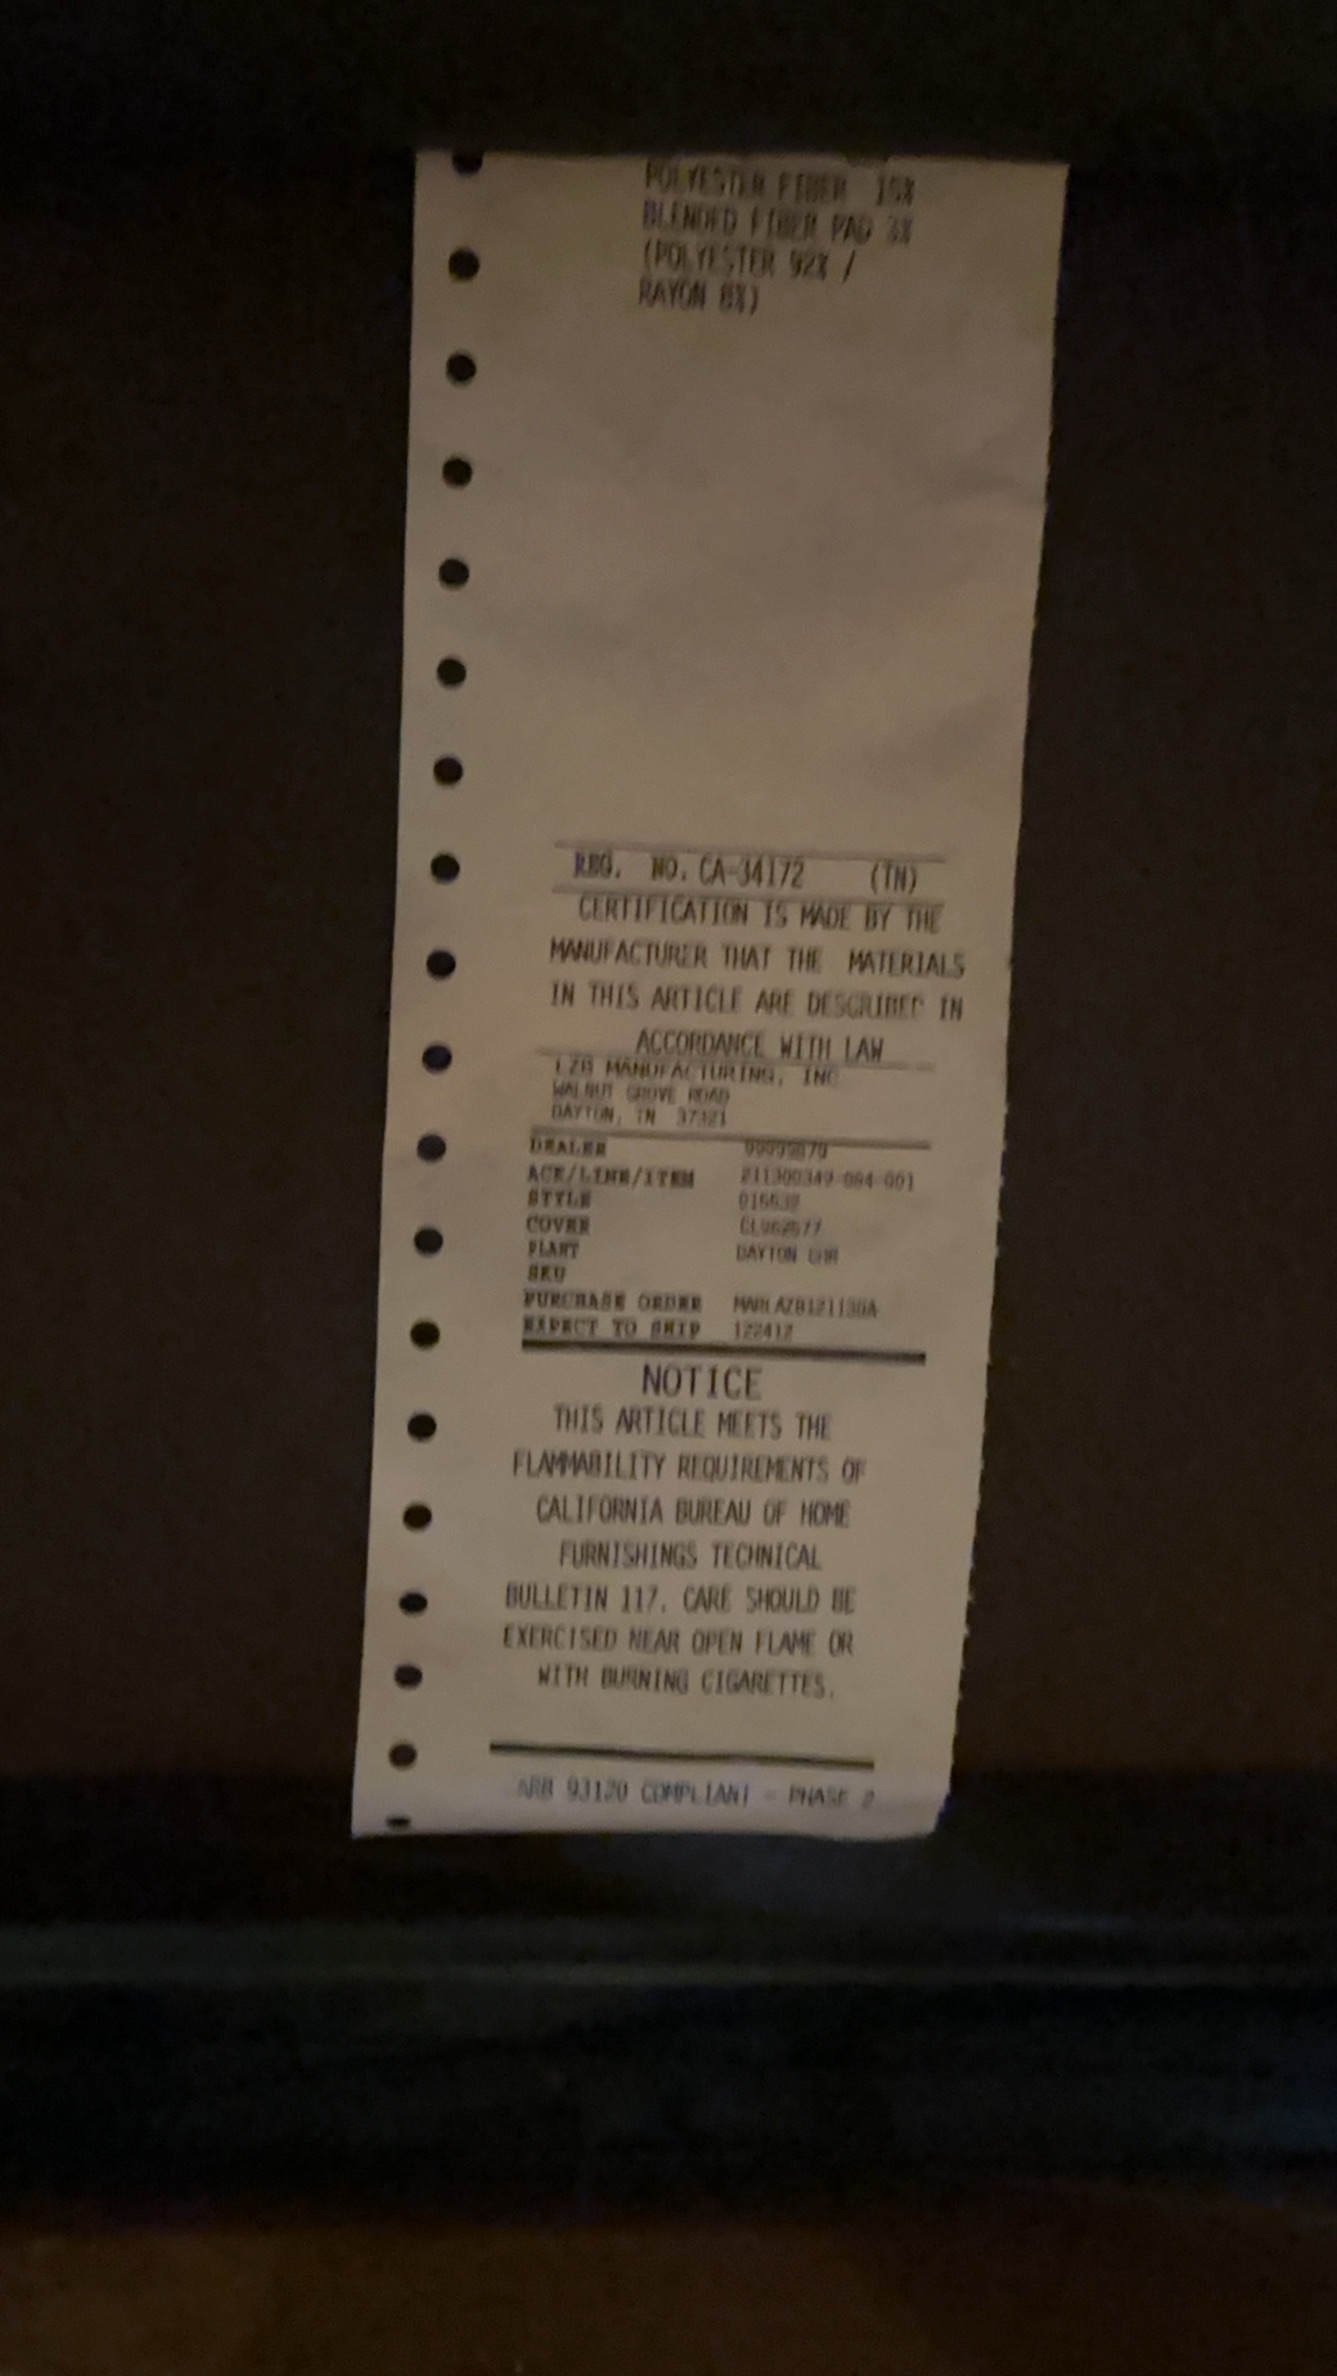 POLYESTER FIBER 15%
BLENDED FIBER PAD 3%
(POLYESTER 92% /
RAYON 8%)
REG. NO. CA-34172 (TN)
CERTIFICATION IS MADE BY THE
MANUFACTURER THAT THE MATERIALS
IN THIS ARTICLE ARE DESCRIBED IN
ACCORDANCE WITH LAW
LZB MANUFACTURING, INC
WALNUT GROVE ROAD
DAYTON, TN 37321
DEALER
ACK/LINE/ITEM
STYLE
COVER
PLANT DAYTON
SKU
PURCHASE ORDER
EXPECT TO SHIP 122412
NOTICE
THIS ARTICLE MEETS THE
FLAMMABILITY REQUIREMENTS OF
CALIFORNIA BUREAU OF HOME
FURNISHINGS TECHNICAL
BULLETIN 117. CARE SHOULD BE
EXERCISED NEAR OPEN FLAME OR
WITH BURNING CIGARETTES.
ARB 93120 COMPLIANT - PHASE 2